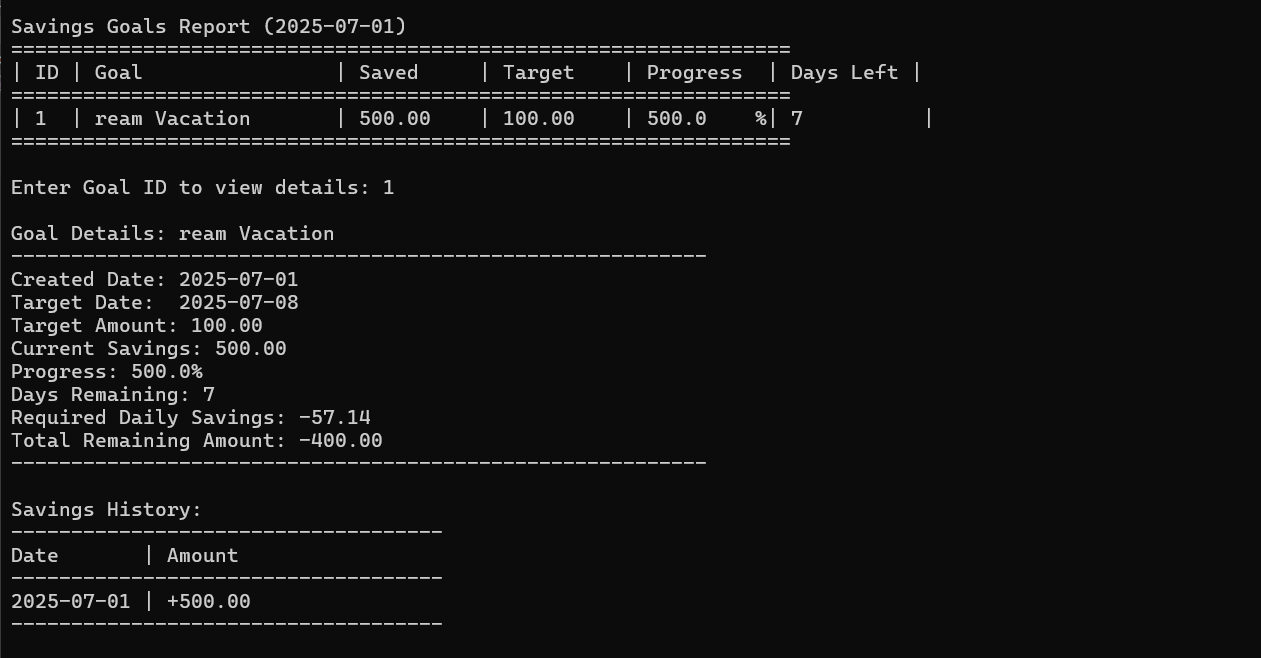 Savings Goals Report (2025-07-01)
=================================================================
| ID | Goal                | Saved     | Target    | Progress  | Days Left |
=================================================================
| 1  | ream Vacation       | 500.00    | 100.00    | 500.0    %| 7          |
=================================================================
Enter Goal ID to view details: 1
Goal Details: ream Vacation
----------------------------------------------------------
Created Date: 2025-07-01
Target Date:  2025-07-08
Target Amount: 100.00
Current Savings: 500.00
Progress: 500.0%
Days Remaining: 7
Required Daily Savings: -57.14
Total Remaining Amount: -400.00
----------------------------------------------------------
Savings History:
------------------------------------
Date       | Amount
------------------------------------
2025-07-01 | +500.00
------------------------------------